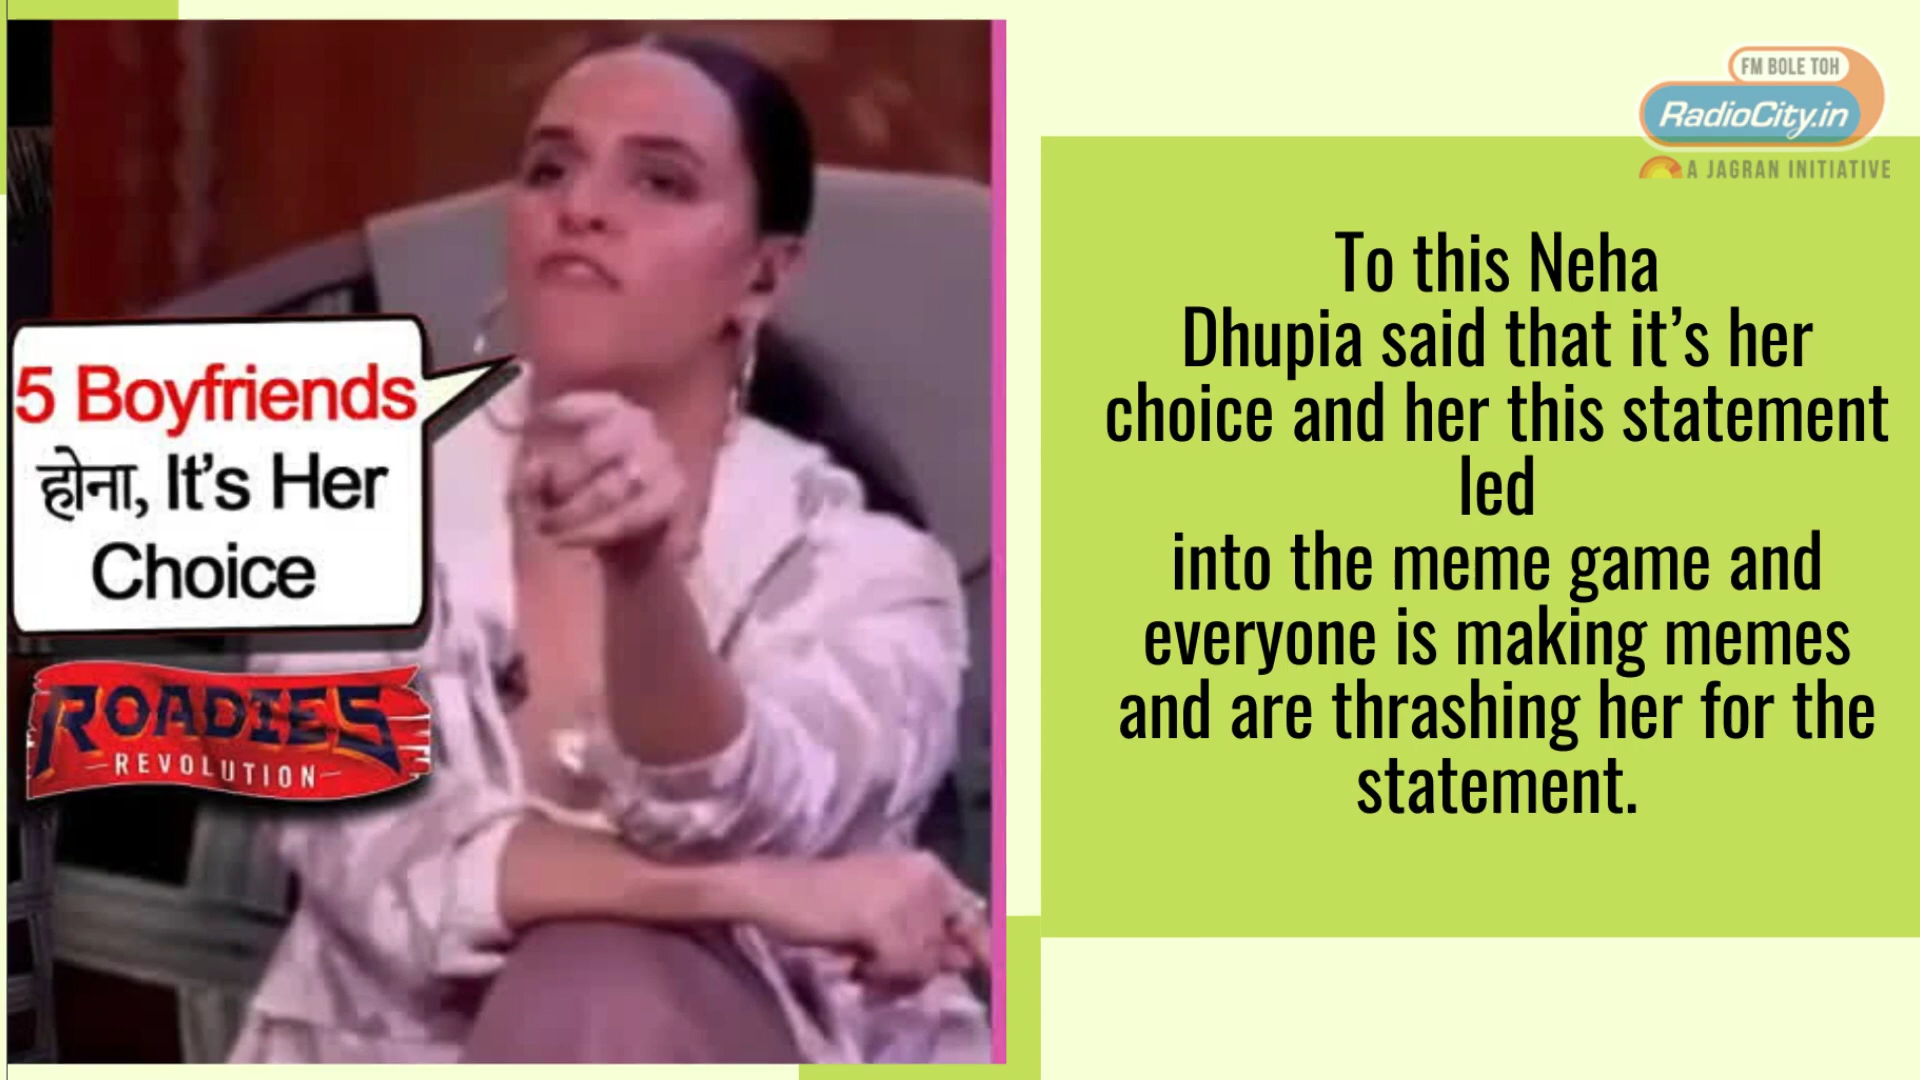 5 Boyfriends
होना, It’s Her
Choice
ROADIES
REVOLUTION
FM BOLE TOH
RadioCity.in
A JAGRAN INITIATIVE
To this Neha
Dhupia said that it’s her
choice and her this statement
led
into the meme game and
everyone is making memes
and are thrashing her for the
statement.